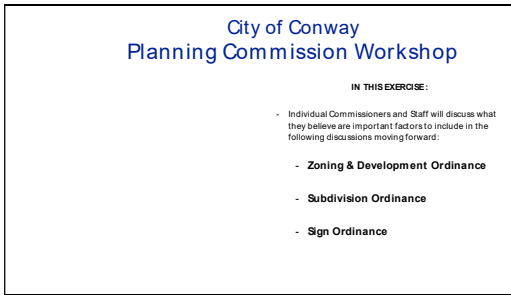 City of Conway
Planning Commission Workshop
IN THIS EXERCISE:
- Individual Commissioners and Staff will discuss what
they believe are important factors to include in the
following discussions moving forward:
- Zoning & Development Ordinance
- Subdivision Ordinance
- Sign Ordinance